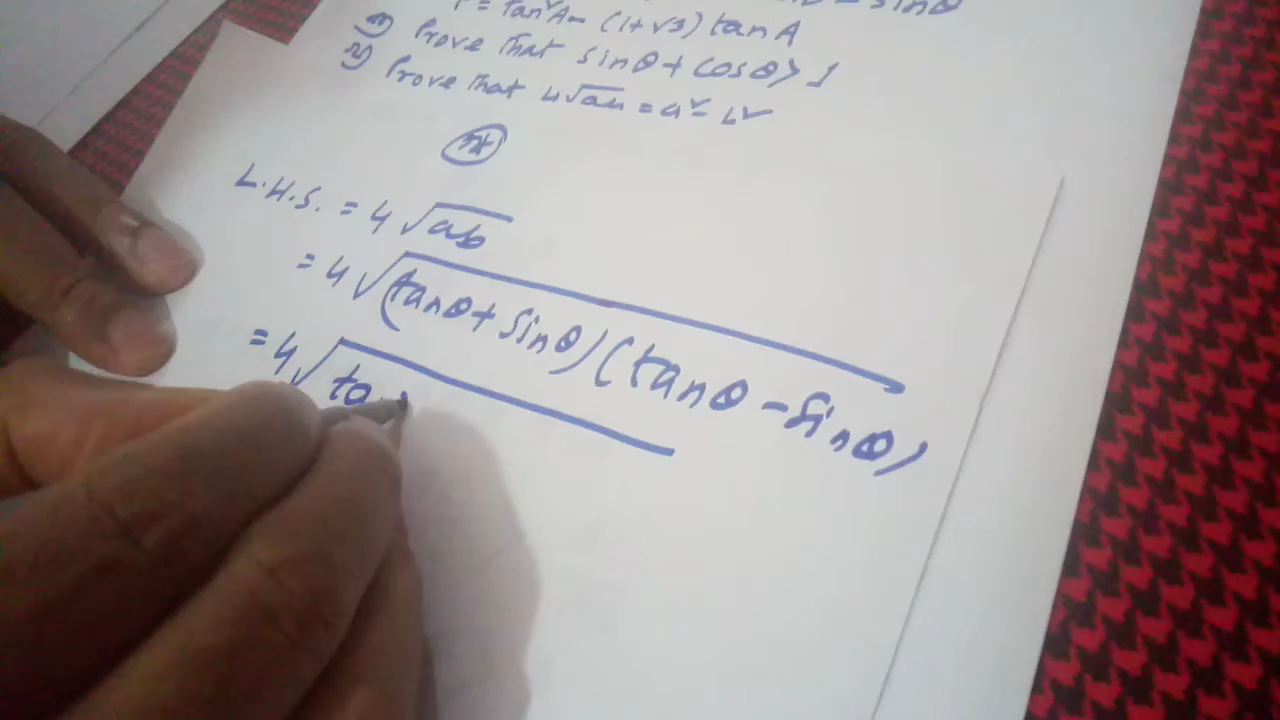 - sinθ
P = tan²A - (1+√3) tan A
Prove that sinθ + cosθ > 1
Prove that 4√ab = a² - b²
L.H.S. = 4√ab
= 4√(tanθ + sinθ)(tanθ - sinθ)
= 4√ta